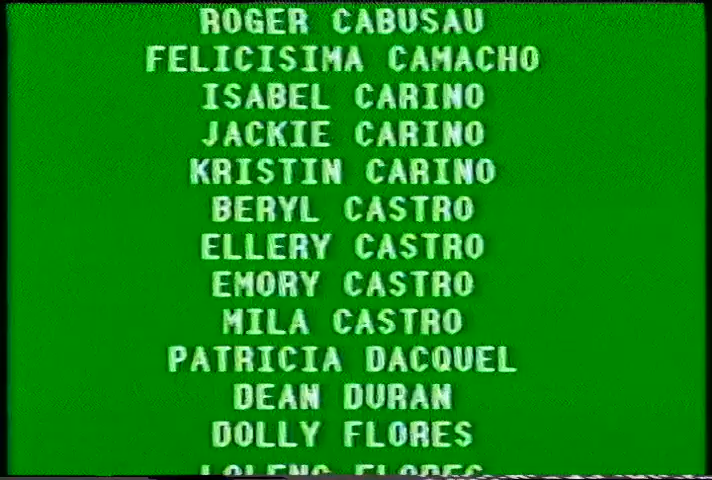 ROGER CABUSAU
FELICISIMA CAMACHO
ISABEL CARINO
JACKIE CARINO
KRISTIN CARINO
BERYL CASTRO
ELLERY CASTRO
EMORY CASTRO
MILA CASTRO
PATRICIA DACQUEL
DEAN DURAN
DOLLY FLORES
FLORES